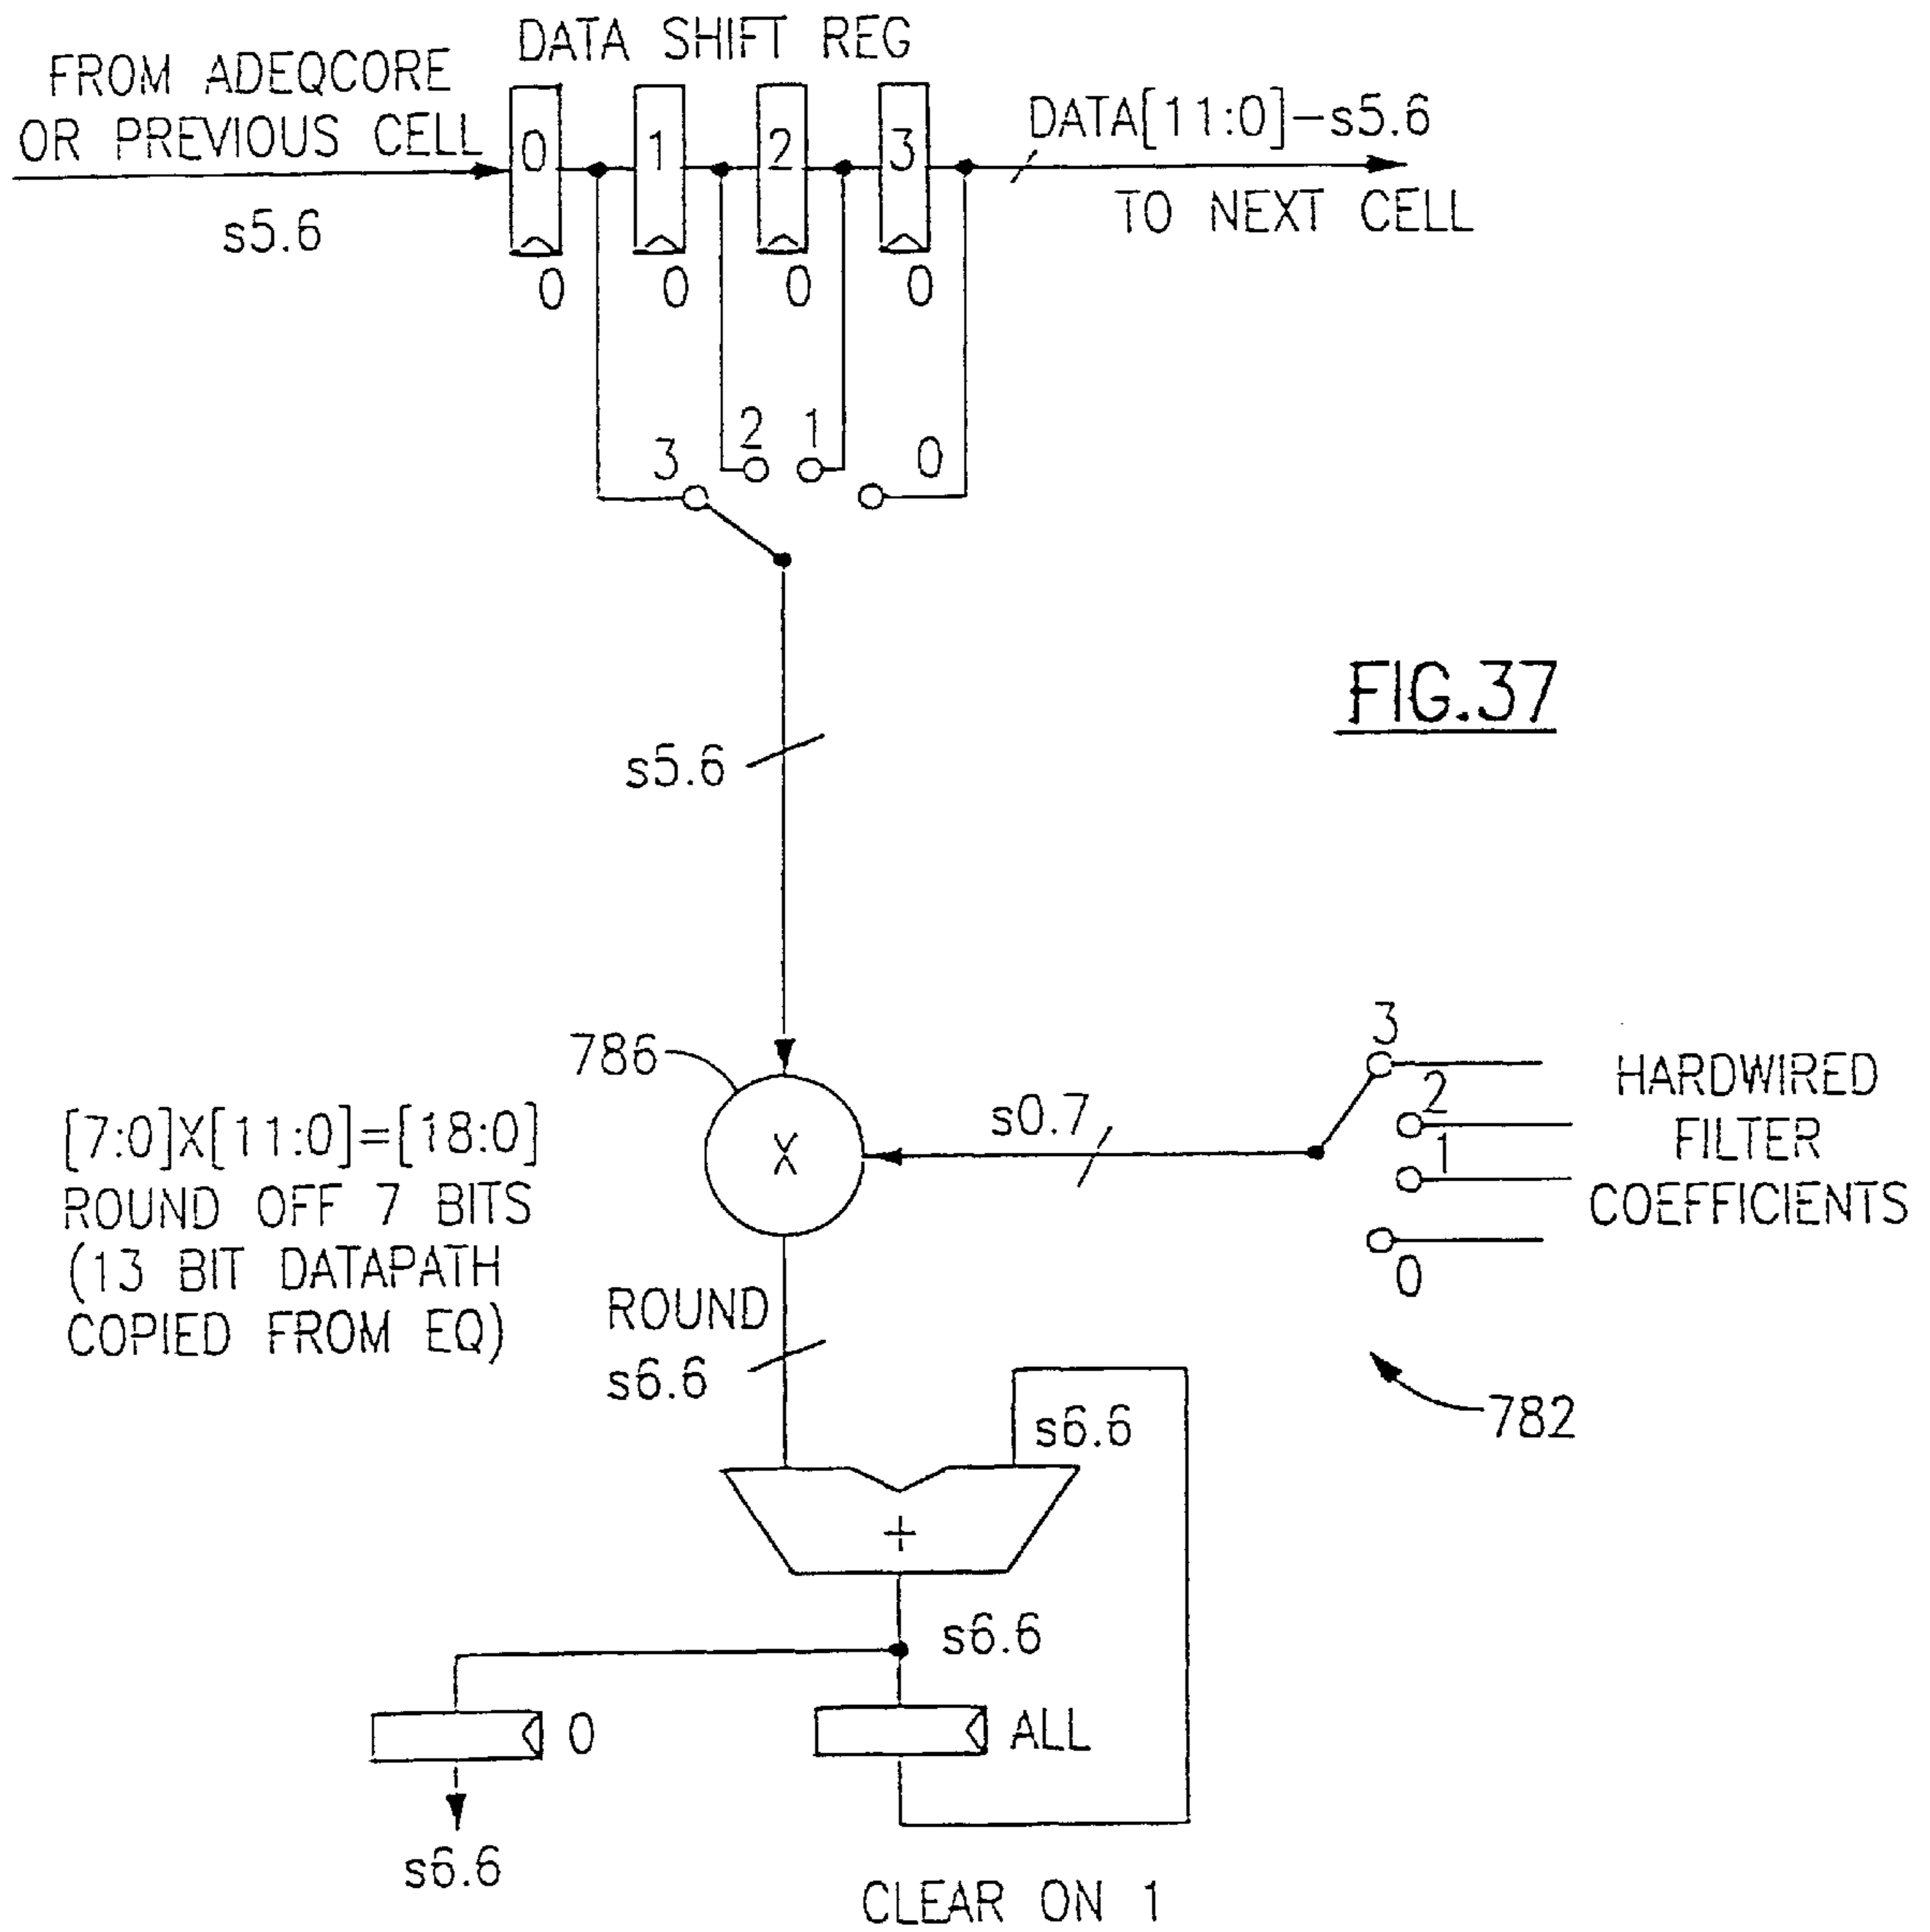 DATA SHIFT REG
FROM ADEQCORE
OR PREVIOUS CELL
s5.6
0
1
2
3
0
0
0
0
DATA[11:0]-s5.6
TO NEXT CELL
3
2
1
0
s5.6
FIG.37
786
[7:0]X[11:0]=[18:0]
ROUND OFF 7 BITS
(13 BIT DATAPATH
COPIED FROM EQ)
X
s0.7
3
2
1
0
HARDWIRED
FILTER
COEFFICIENTS
782
ROUND
s6.6
s6.6
+
s6.6
0
ALL
s6.6
CLEAR ON 1